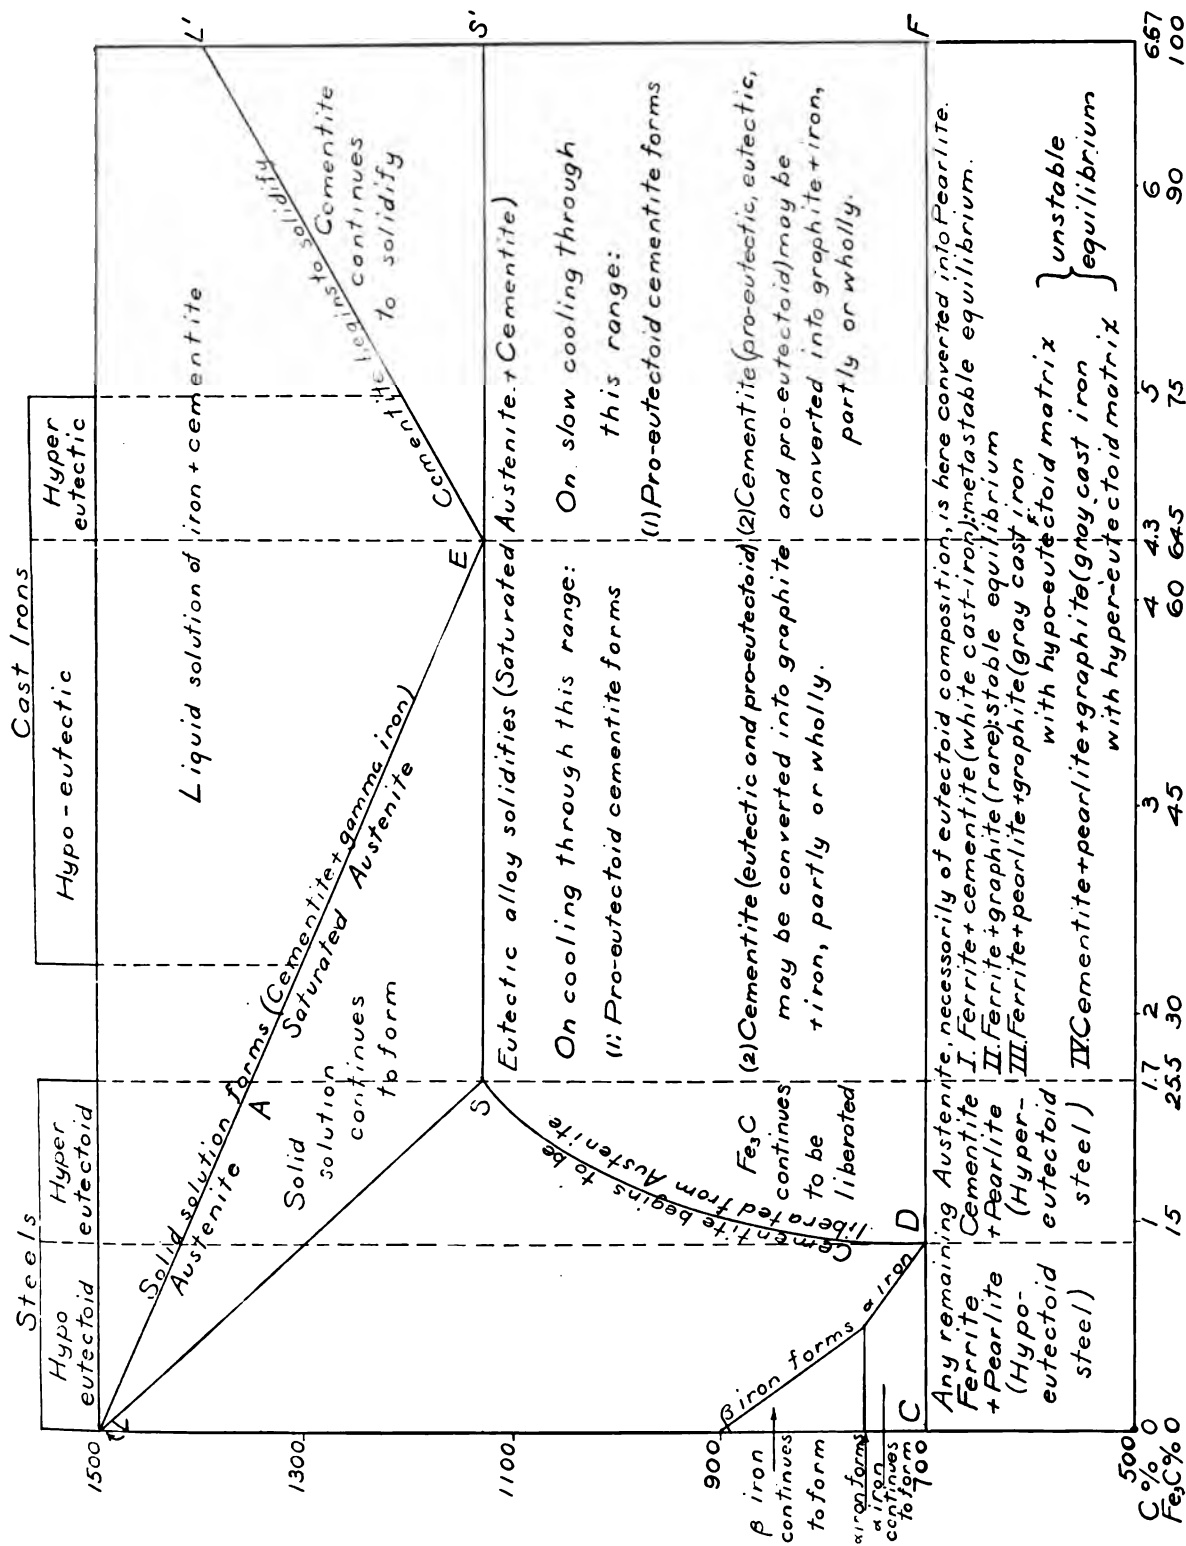 Steels
Cast Irons
Hypo
eutectoid
Hyper
eutectoid
Hypo-eutectic
Hyper
eutectic
1500
1300
1100
900
700
500
L'
Liquid solution of iron + cementite.
Solid solution forms (Cementite + gamma iron)
Austenite
A
Saturated Austenite
Solid
solution
continues
to form
Solid solution
continues
to form
Cementite begins to solidify
Cementite
continues
to solidify
E
S
S'
Eutectic alloy solidifies (Saturated Austenite. + Cementite)
On cooling through this range:
(1) Pro-eutectoid cementite forms
(2) Cementite (eutectic and pro-eutectoid)
may be converted into graphite
+ iron, partly or wholly.
On slow cooling through
this range:
(1) Pro-eutectoid cementite forms
(2) Cementite (pro-eutectic, eutectic,
and pro-eutectoid) may be
converted into graphite + iron,
partly or wholly.
Cementite begins to be
liberated from Austenite
Fe₃C
continues
to be
liberated
β iron forms
α iron
β iron
continues
to form
α iron forms
α iron
continues
to form
C
D
F
Any remaining Austenite, necessarily of eutectoid composition, is here converted into Pearlite.
Ferrite
+ Pearlite
(Hypo-
eutectoid
steel)
Cementite
+ Pearlite
(Hyper-
eutectoid
steel)
I. Ferrite + cementite (white cast-iron): metastable equilibrium.
II. Ferrite + graphite (rare): stable equilibrium
III. Ferrite + pearlite + graphite (gray cast iron
with hypo-eutectoid matrix
IV. Cementite + pearlite + graphite (gray cast iron
with hyper-eutectoid matrix)
unstable
equilibrium
C% 0 1 1.7 2 3 4 4.3 5 6 6.67
Fe₃C% 0 15 25.5 30 45 60 64.5 75 90 100